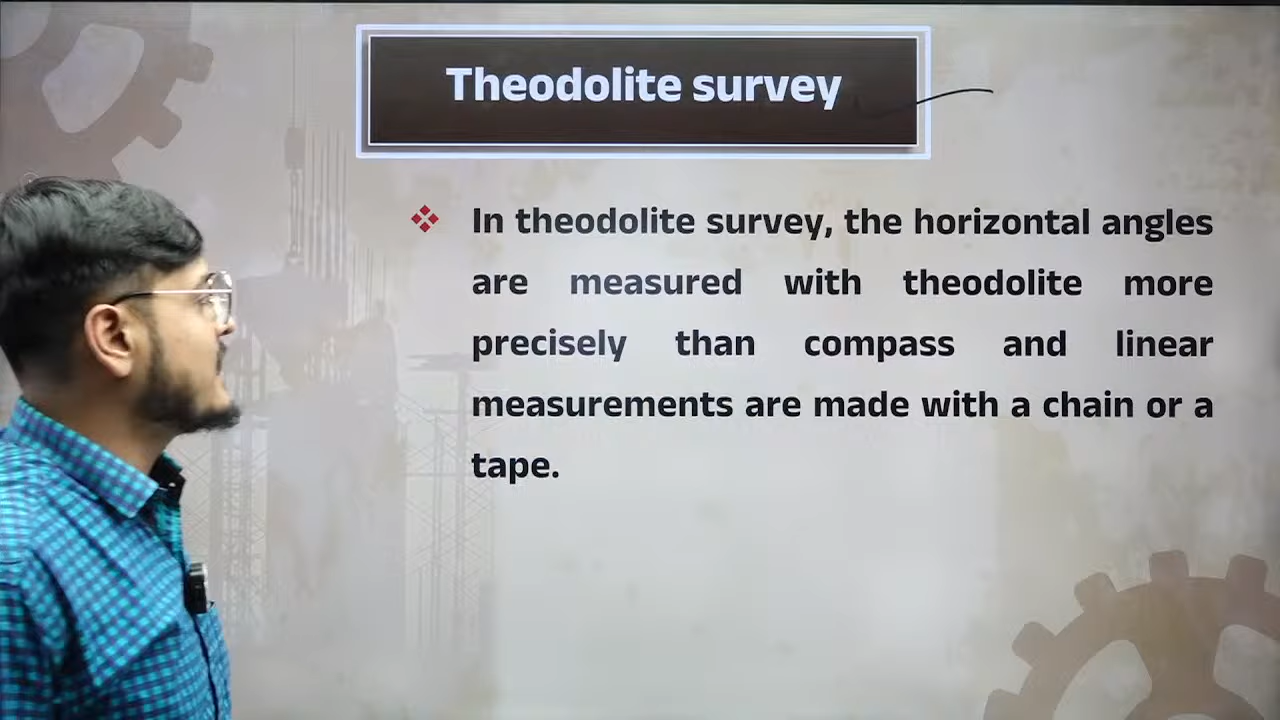 Theodolite survey
In theodolite survey, the horizontal angles
are measured with theodolite more
precisely than compass and linear
measurements are made with a chain or a
tape.